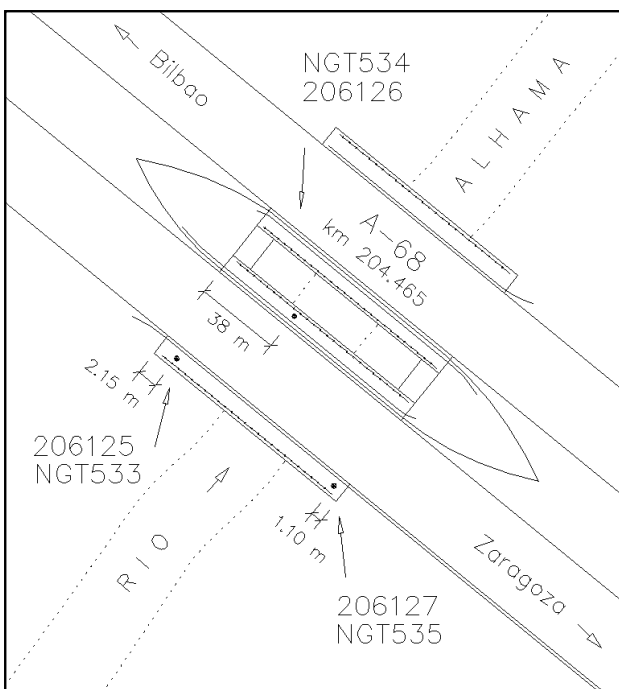 Bilbao
NGT534
206126
ALHAMA
A-68
km 204.465
38 m
2.15 m
206125
NGT533
1.10 m
RIO
Zaragoza
206127
NGT535